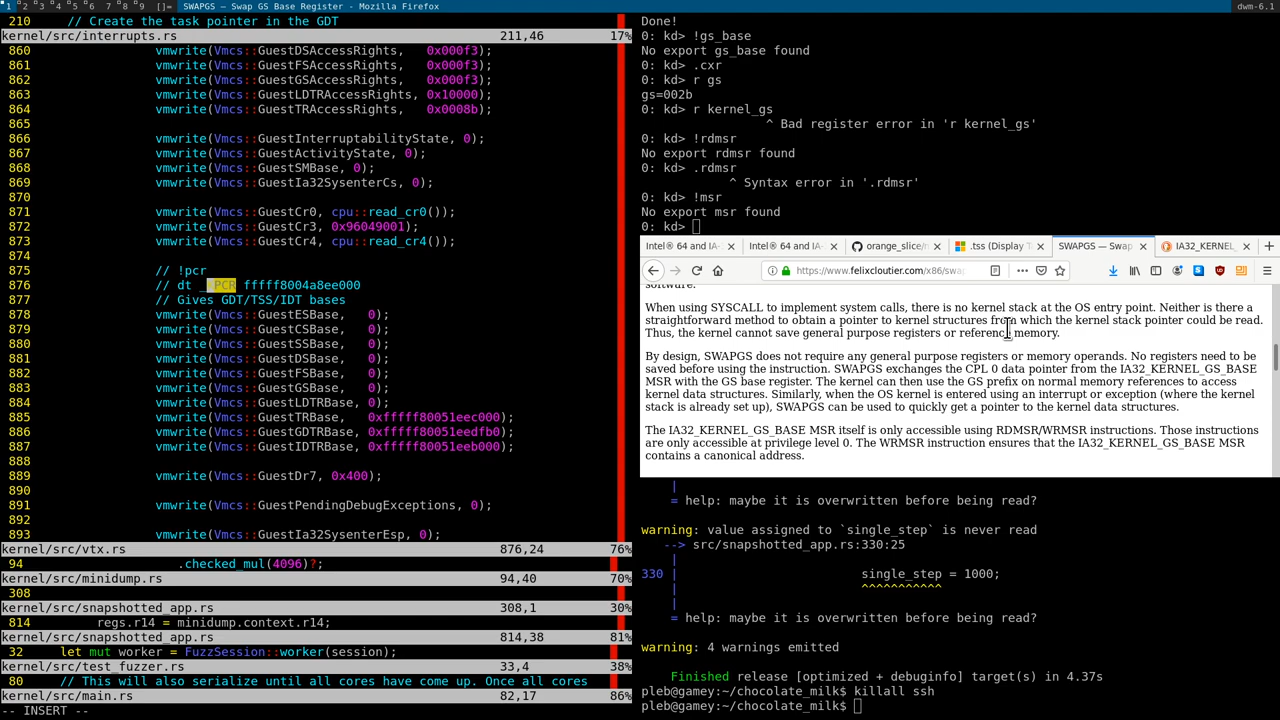 1 2 3 4 5 6 7 8 9 []= SWAPGS — Swap GS Base Register - Mozilla Firefox dwm-6.1
210 // Create the task pointer in the GDT
kernel/src/interrupts.rs 211,46 17%
860 vmwrite(Vmcs::GuestDSAccessRights, 0x000f3);
861 vmwrite(Vmcs::GuestFSAccessRights, 0x000f3);
862 vmwrite(Vmcs::GuestGSAccessRights, 0x000f3);
863 vmwrite(Vmcs::GuestLDTRAccessRights, 0x10000);
864 vmwrite(Vmcs::GuestTRAccessRights, 0x0008b);
865
866 vmwrite(Vmcs::GuestInterruptabilityState, 0);
867 vmwrite(Vmcs::GuestActivityState, 0);
868 vmwrite(Vmcs::GuestSMBase, 0);
869 vmwrite(Vmcs::GuestIa32SysenterCs, 0);
870
871 vmwrite(Vmcs::GuestCr0, cpu::read_cr0());
872 vmwrite(Vmcs::GuestCr3, 0x96049001);
873 vmwrite(Vmcs::GuestCr4, cpu::read_cr4());
874
875 // !pcr
876 // dt _KPCR fffff8004a8ee000
877 // Gives GDT/TSS/IDT bases
878 vmwrite(Vmcs::GuestESBase, 0);
879 vmwrite(Vmcs::GuestCSBase, 0);
880 vmwrite(Vmcs::GuestSSBase, 0);
881 vmwrite(Vmcs::GuestDSBase, 0);
882 vmwrite(Vmcs::GuestFSBase, 0);
883 vmwrite(Vmcs::GuestGSBase, 0);
884 vmwrite(Vmcs::GuestLDTRBase, 0);
885 vmwrite(Vmcs::GuestTRBase, 0xfffff80051eec000);
886 vmwrite(Vmcs::GuestGDTRBase, 0xfffff80051eedfb0);
887 vmwrite(Vmcs::GuestIDTRBase, 0xfffff80051eeb000);
888
889 vmwrite(Vmcs::GuestDr7, 0x400);
890
891 vmwrite(Vmcs::GuestPendingDebugExceptions, 0);
892
893 vmwrite(Vmcs::GuestIa32SysenterEsp, 0);
kernel/src/vtx.rs 876,24 76%
94 .checked_mul(4096)?;
kernel/src/minidump.rs 94,40 70%
308
kernel/src/snapshotted_app.rs 308,1 30%
814 regs.r14 = minidump.context.r14;
kernel/src/snapshotted_app.rs 814,38 81%
32 let mut worker = FuzzSession::worker(session);
kernel/src/test_fuzzer.rs 33,4 38%
80 // This will also serialize until all cores have come up. Once all cores
kernel/src/main.rs 82,17 86%
-- INSERT --
Done!
0: kd> !gs_base
No export gs_base found
0: kd> .cxr
0: kd> r gs
gs=002b
0: kd> r kernel_gs
^ Bad register error in 'r kernel_gs'
0: kd> !rdmsr
No export rdmsr found
0: kd> .rdmsr
^ Syntax error in '.rdmsr'
0: kd> !msr
No export msr found
0: kd>
Intel® 64 and IA- Intel® 64 and IA- orange_slice/ .tss (Display T SWAPGS — Swap IA32_KERNEL_
https://www.felixcloutier.com/x86/swap
software.
When using SYSCALL to implement system calls, there is no kernel stack at the OS entry point. Neither is there a
straightforward method to obtain a pointer to kernel structures from which the kernel stack pointer could be read.
Thus, the kernel cannot save general purpose registers or reference memory.
By design, SWAPGS does not require any general purpose registers or memory operands. No registers need to be
saved before using the instruction. SWAPGS exchanges the CPL 0 data pointer from the IA32_KERNEL_GS_BASE
MSR with the GS base register. The kernel can then use the GS prefix on normal memory references to access
kernel data structures. Similarly, when the OS kernel is entered using an interrupt or exception (where the kernel
stack is already set up), SWAPGS can be used to quickly get a pointer to the kernel data structures.
The IA32_KERNEL_GS_BASE MSR itself is only accessible using RDMSR/WRMSR instructions. Those instructions
are only accessible at privilege level 0. The WRMSR instruction ensures that the IA32_KERNEL_GS_BASE MSR
contains a canonical address.
|
= help: maybe it is overwritten before being read?
warning: value assigned to `single_step` is never read
--> src/snapshotted_app.rs:330:25
|
330 | single_step = 1000;
| ^^^^^^^^^^^
|
= help: maybe it is overwritten before being read?
warning: 4 warnings emitted
Finished release [optimized + debuginfo] target(s) in 4.37s
pleb@gamey:~/chocolate_milk$ killall ssh
pleb@gamey:~/chocolate_milk$